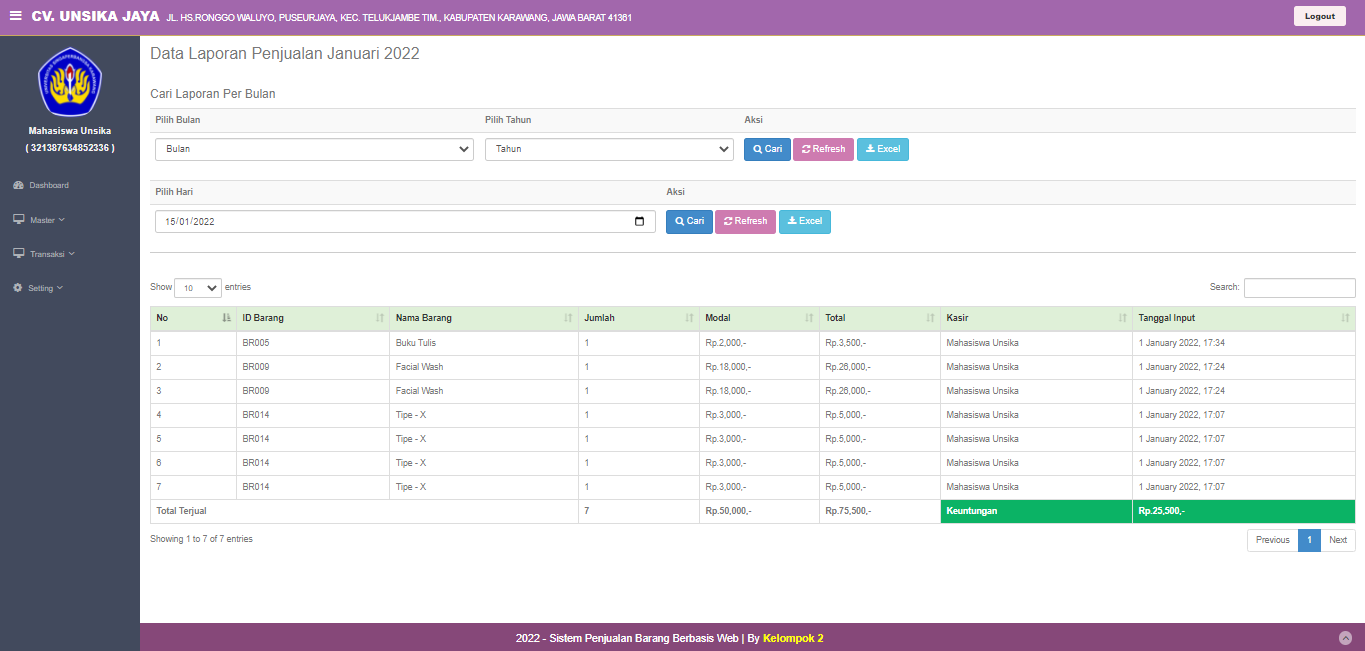 CV. UNSIKA JAYA JL. HS.RONGGO WALUYO, PUSEURJAYA, KEC. TELUKJAMBE TIM., KABUPATEN KARAWANG, JAWA BARAT 41361 Logout
Mahasiswa Unsika
( 321387634852336 )
Dashboard
Master
Transaksi
Setting
Data Laporan Penjualan Januari 2022
Cari Laporan Per Bulan
Pilih Bulan Pilih Tahun Aksi
Bulan Tahun Cari Refresh Excel
Pilih Hari Aksi
15/01/2022 Cari Refresh Excel
Show 10 entries Search:
No ID Barang Nama Barang Jumlah Modal Total Kasir Tanggal Input
1 BR005 Buku Tulis 1 Rp.2,000,- Rp.3,500,- Mahasiswa Unsika 1 January 2022, 17:34
2 BR009 Facial Wash 1 Rp.18,000,- Rp.26,000,- Mahasiswa Unsika 1 January 2022, 17:24
3 BR009 Facial Wash 1 Rp.18,000,- Rp.26,000,- Mahasiswa Unsika 1 January 2022, 17:24
4 BR014 Tipe - X 1 Rp.3,000,- Rp.5,000,- Mahasiswa Unsika 1 January 2022, 17:07
5 BR014 Tipe - X 1 Rp.3,000,- Rp.5,000,- Mahasiswa Unsika 1 January 2022, 17:07
6 BR014 Tipe - X 1 Rp.3,000,- Rp.5,000,- Mahasiswa Unsika 1 January 2022, 17:07
7 BR014 Tipe - X 1 Rp.3,000,- Rp.5,000,- Mahasiswa Unsika 1 January 2022, 17:07
Total Terjual 7 Rp.50,000,- Rp.75,500,- Keuntungan Rp.25,500,-
Showing 1 to 7 of 7 entries Previous 1 Next
2022 - Sistem Penjualan Barang Berbasis Web | By Kelompok 2